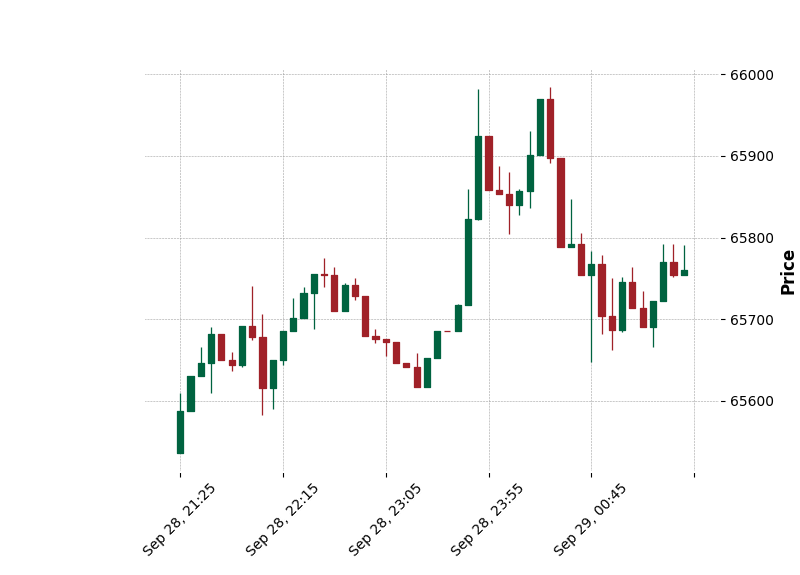 66000
65900
65800
65700
65600
Price
Sep 28, 21:25
Sep 28, 22:15
Sep 28, 23:05
Sep 28, 23:55
Sep 29, 00:45